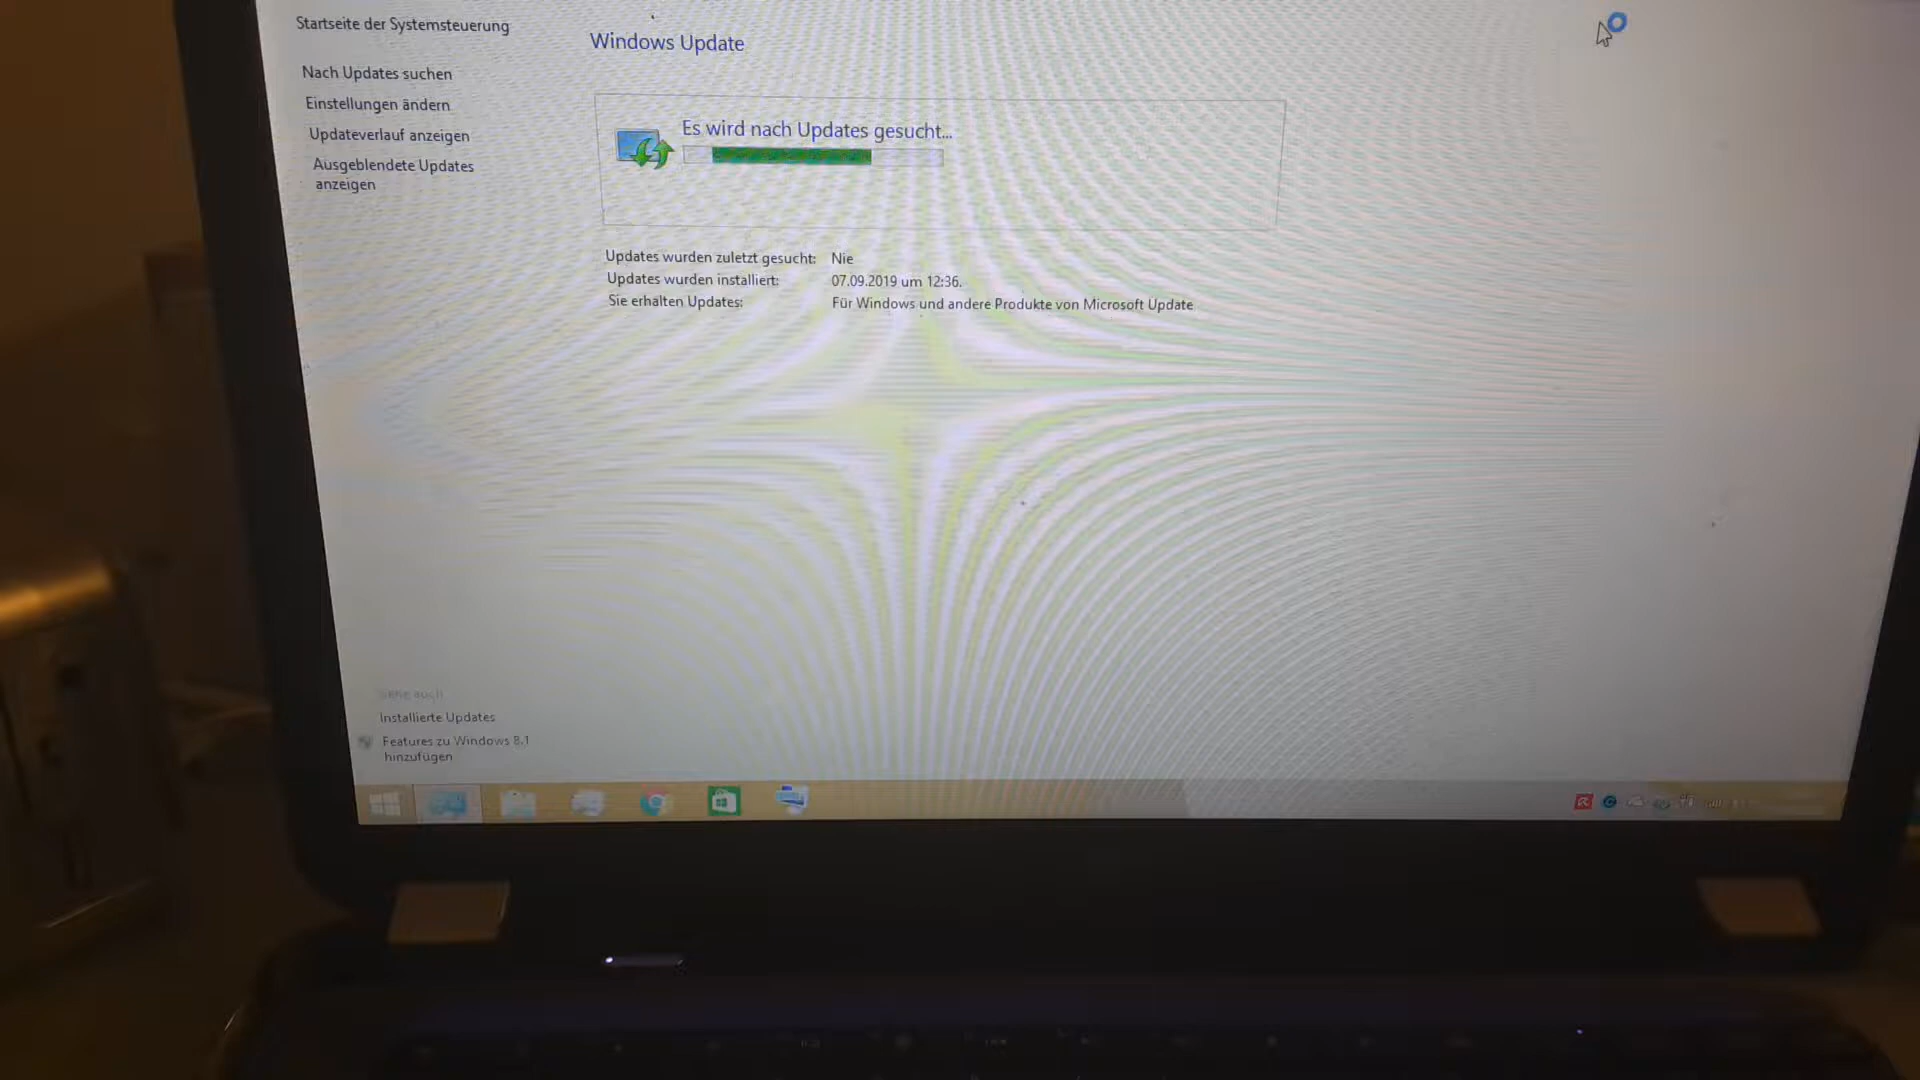 Startseite der Systemsteuerung
Nach Updates suchen
Einstellungen ändern
Updateverlauf anzeigen
Ausgeblendete Updates
anzeigen
Windows Update
Es wird nach Updates gesucht...
Updates wurden zuletzt gesucht: Nie
Updates wurden installiert: 07.09.2019 um 12:36.
Sie erhalten Updates: Für Windows und andere Produkte von Microsoft Update
Siehe auch
Installierte Updates
Features zu Windows 8.1
hinzufügen